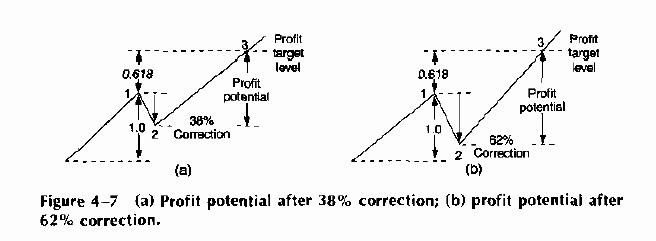 3
Profit
target
level
0.618
Profit
potential
1
1.0
2
38%
Correction
(a)
3
Profit
target
level
0.618
Profit
potential
1
1.0
2
62%
Correction
(b)
Figure 4-7 (a) Profit potential after 38% correction; (b) profit potential after
62% correction.